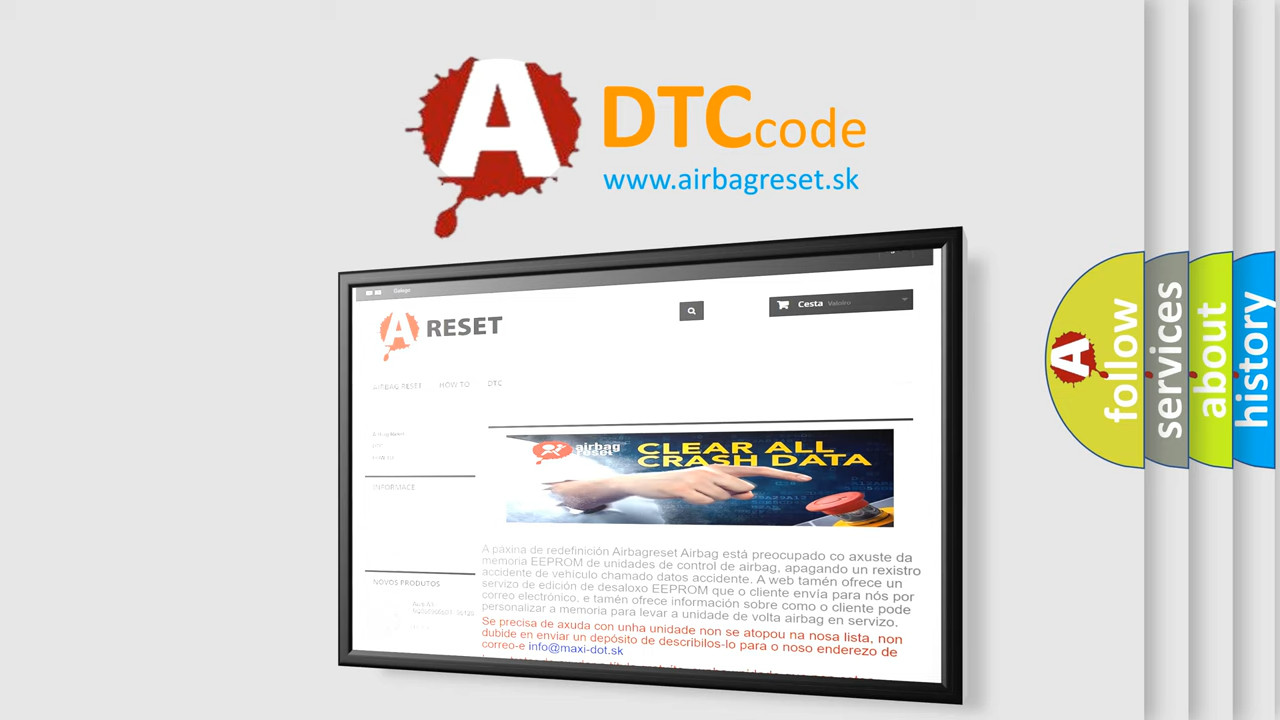 A
DTC code
www.airbagreset.sk
Galego
A RESET
Cesta
AIRBAG RESET HOW TO DTC
INFORMACE
NOVOS PRODUTOS
airbag
reset
CLEAR ALL
CRASH DATA
A páxina de redefinición Airbagreset Airbag está preocupado co axuste da
memoria EEPROM de unidades de control de airbag, apagando un rexistro
accidente de vehículo chamado datos accidente. A web tamén ofrece un
servizo de edición de desaloxo EEPROM que o cliente envía para nós por
correo electrónico, e tamén ofrece información sobre como o cliente pode
personalizar a memoria para levar a unidade de volta airbag en servizo.
Se precisa de axuda con unha unidade non se atopou na nosa lista, non
dubide en enviar un depósito de describilos-lo para o noso enderezo de
correo-e info@maxi-dot.sk
A
follow
services
about
history